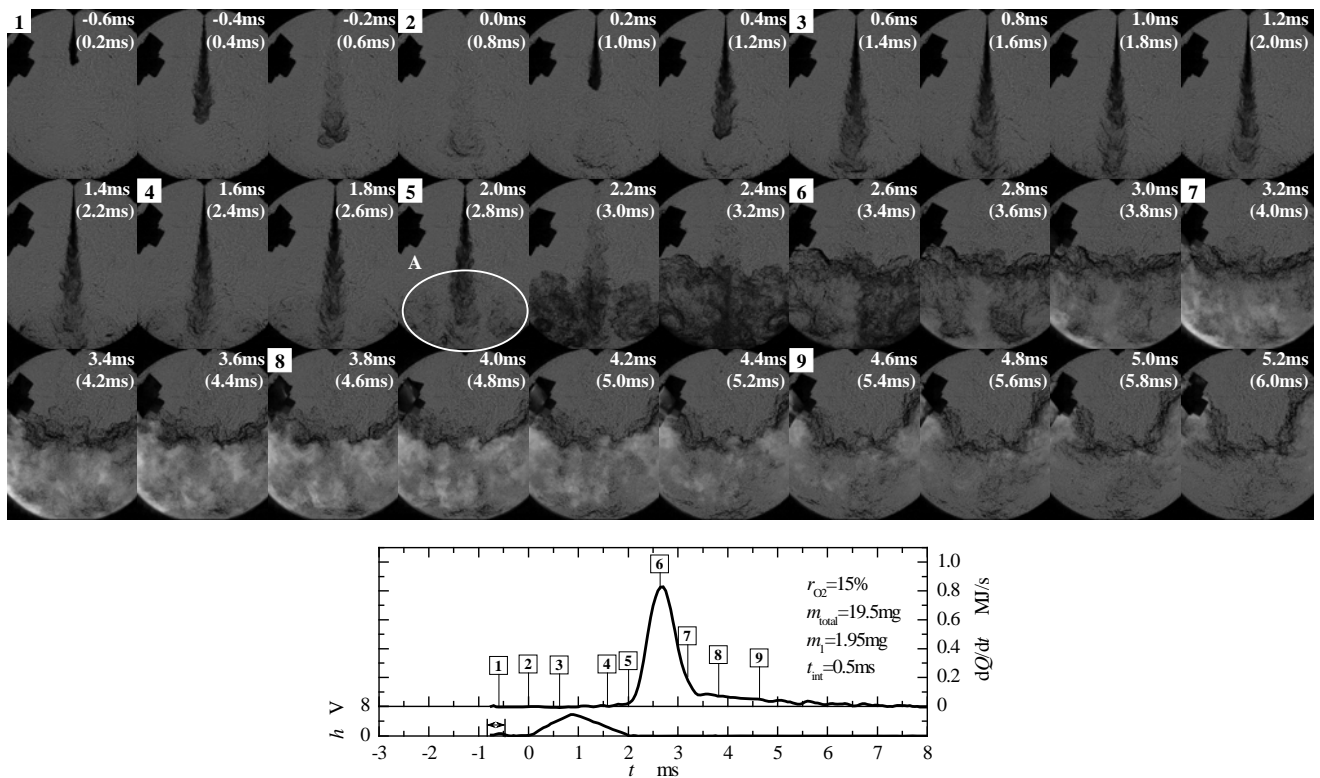 1 -0.6ms -0.4ms -0.2ms 2 0.0ms 0.2ms 0.4ms 3 0.6ms 0.8ms 1.0ms 1.2ms
(0.2ms) (0.4ms) (0.6ms) (0.8ms) (1.0ms) (1.2ms) (1.4ms) (1.6ms) (1.8ms) (2.0ms)
1.4ms 4 1.6ms 1.8ms 5 2.0ms 2.2ms 2.4ms 6 2.6ms 2.8ms 3.0ms 7 3.2ms
(2.2ms) (2.4ms) (2.6ms) (2.8ms) (3.0ms) (3.2ms) (3.4ms) (3.6ms) (3.8ms) (4.0ms)
A
3.4ms 3.6ms 8 3.8ms 4.0ms 4.2ms 4.4ms 9 4.6ms 4.8ms 5.0ms 5.2ms
(4.2ms) (4.4ms) (4.6ms) (4.8ms) (5.0ms) (5.2ms) (5.4ms) (5.6ms) (5.8ms) (6.0ms)
6
1.0
rO2=15%
0.8
mtotal=19.5mg
0.6
m1=1.95mg
7
0.4
tint=0.5ms
1 2 3 4 5 8 9
0.2
0
dQ/dt MJ/s
8
0
h V
-3 -2 -1 0 1 2 3 4 5 6 7 8
t ms